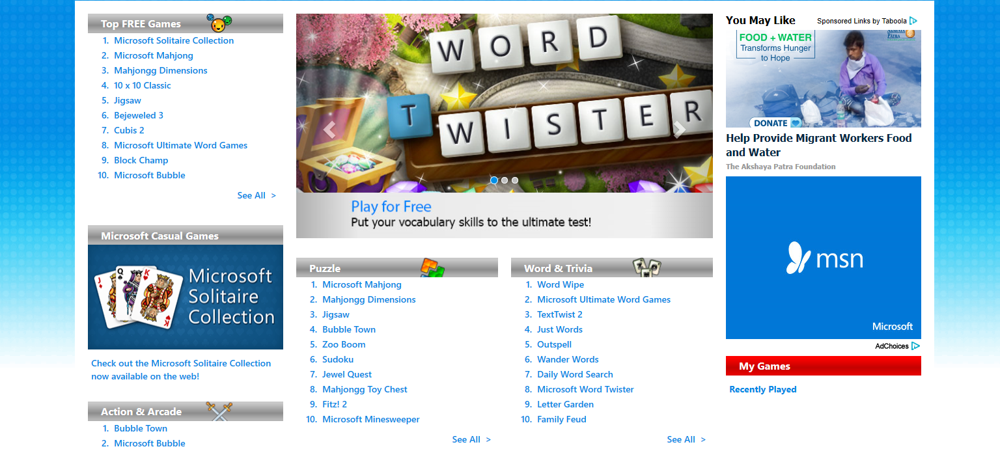 Top FREE Games
1. Microsoft Solitaire Collection
2. Microsoft Mahjong
3. Mahjongg Dimensions
4. 10 x 10 Classic
5. Jigsaw
6. Bejeweled 3
7. Cubis 2
8. Microsoft Ultimate Word Games
9. Block Champ
10. Microsoft Bubble
See All >
Microsoft Casual Games
J
Q
K
K
Microsoft
Solitaire
Collection
Check out the Microsoft Solitaire Collection
now available on the web!
Action & Arcade
1. Bubble Town
2. Microsoft Bubble
WORD
TWISTER
Play for Free
Put your vocabulary skills to the ultimate test!
Puzzle
1. Microsoft Mahjong
2. Mahjongg Dimensions
3. Jigsaw
4. Bubble Town
5. Zoo Boom
6. Sudoku
7. Jewel Quest
8. Mahjongg Toy Chest
9. Fitz! 2
10. Microsoft Minesweeper
See All >
Word & Trivia
1. Word Wipe
2. Microsoft Ultimate Word Games
3. TextTwist 2
4. Just Words
5. Outspell
6. Wander Words
7. Daily Word Search
8. Microsoft Word Twister
9. Letter Garden
10. Family Feud
See All >
You May Like
Sponsored Links by Taboola
FOOD + WATER
Transforms Hunger
to Hope
PATRA
DONATE
Help Provide Migrant Workers Food
and Water
The Akshaya Patra Foundation
msn
Microsoft
AdChoices
My Games
Recently Played